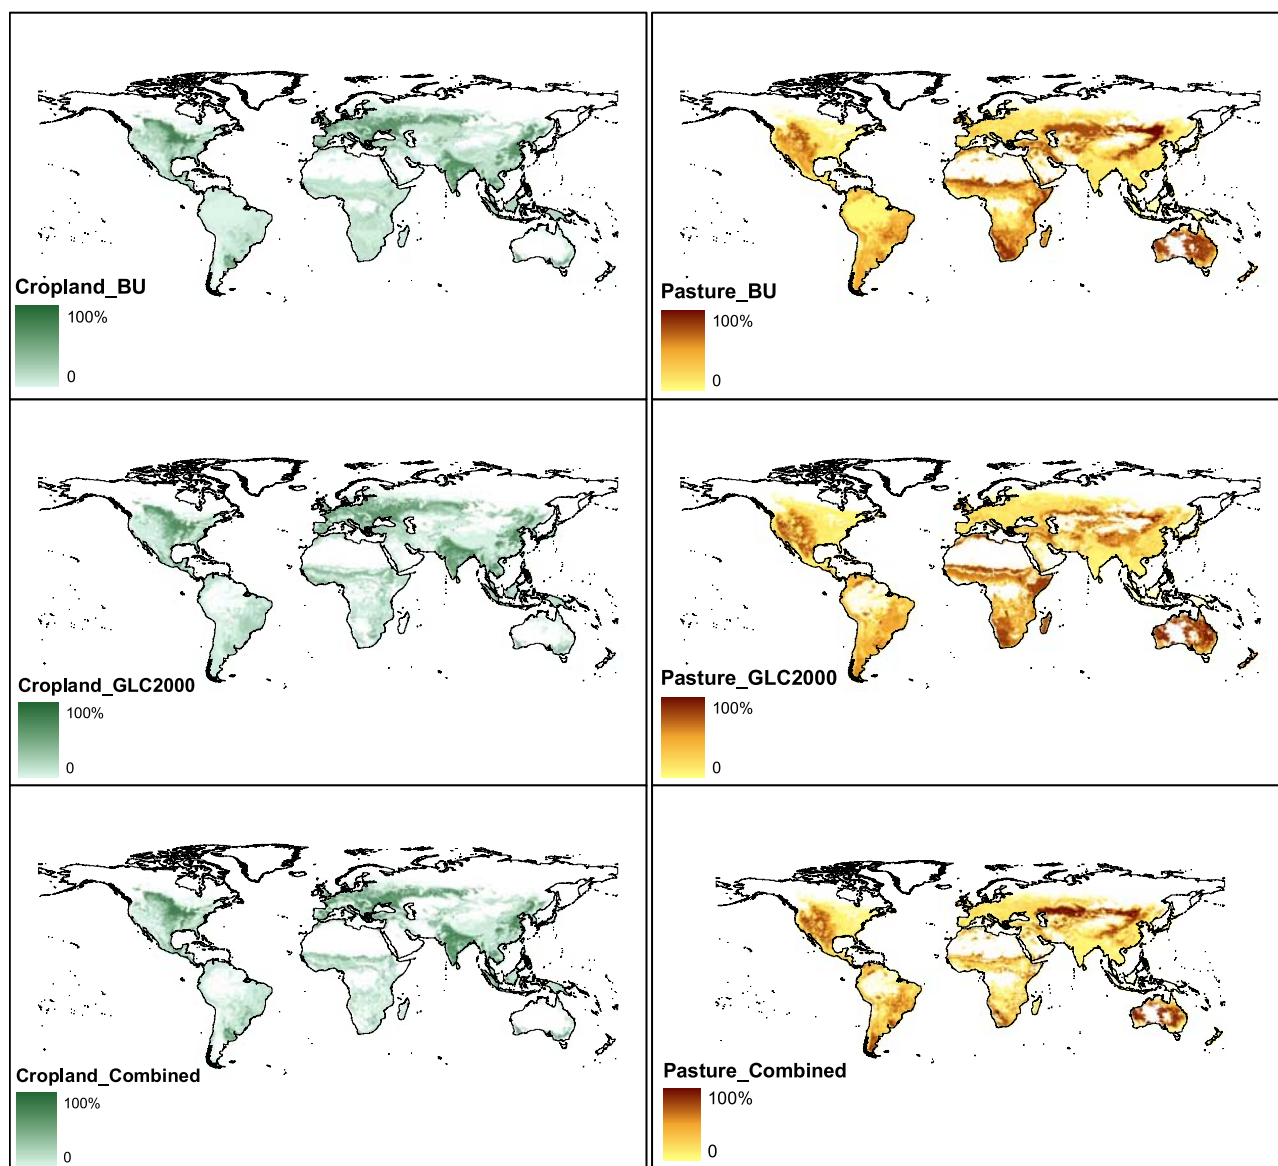 Cropland_BU
100%
0
Pasture_BU
100%
0
Cropland_GLC2000
100%
0
Pasture_GLC2000
100%
0
Cropland_Combined
100%
0
Pasture_Combined
100%
0